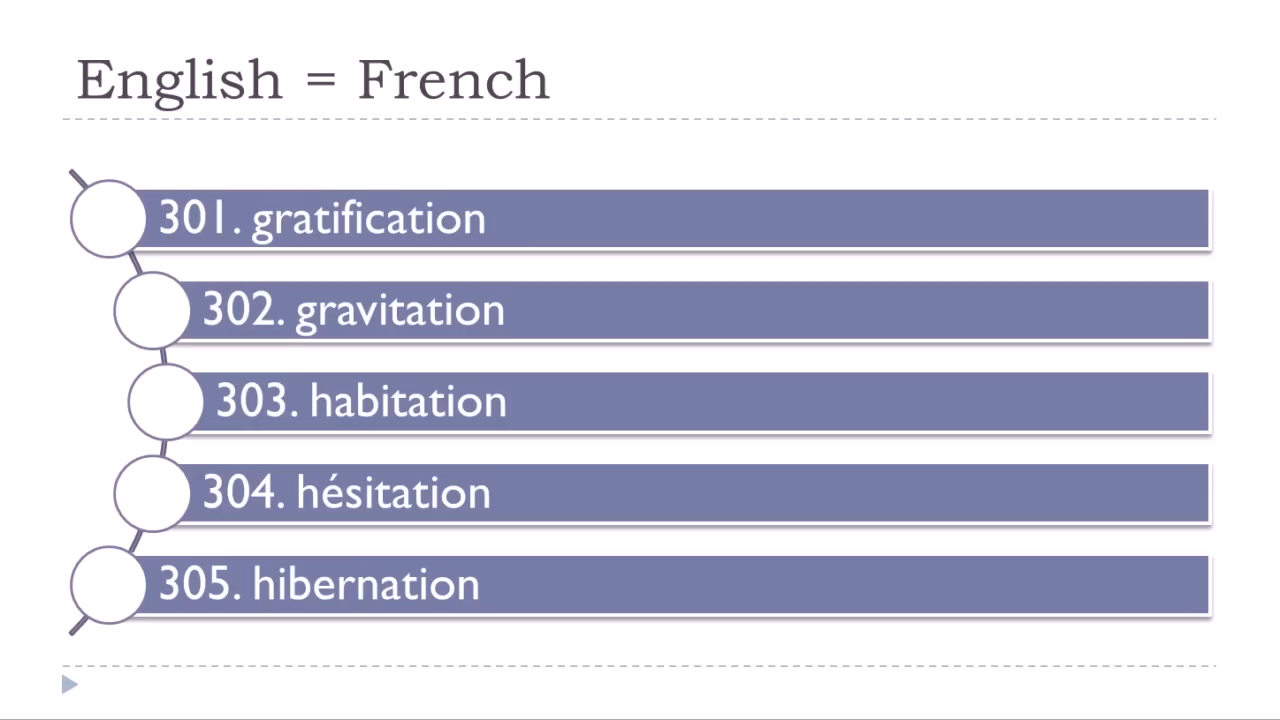 English = French
301. gratification
302. gravitation
303. habitation
304. hésitation
305. hibernation